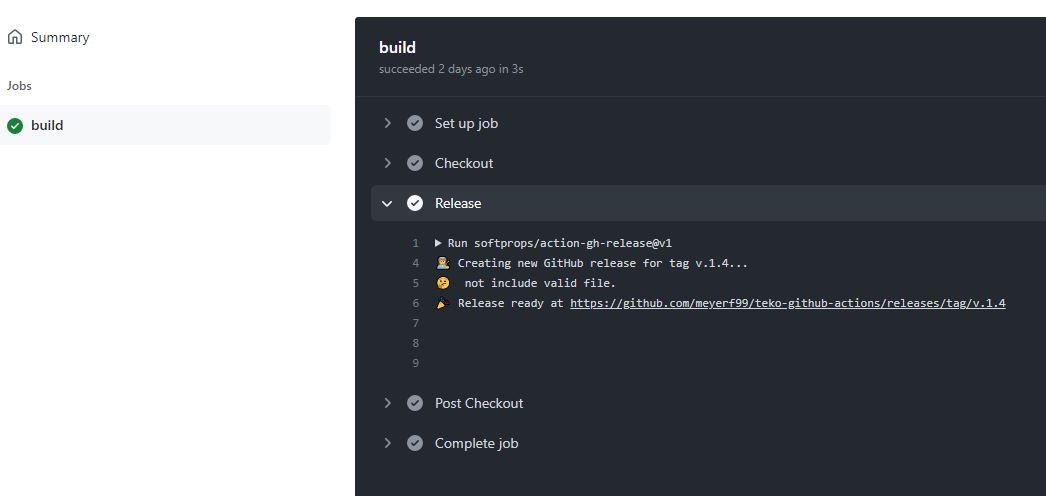 Summary
Jobs
build
build
succeeded 2 days ago in 3s
Set up job
Checkout
Release
1 ▶ Run softprops/action-gh-release@v1
4 👩‍🏭 Creating new GitHub release for tag v.1.4...
5 🤔 not include valid file.
6 🎉 Release ready at https://github.com/meyerf99/teko-github-actions/releases/tag/v.1.4
7
8
9
Post Checkout
Complete job